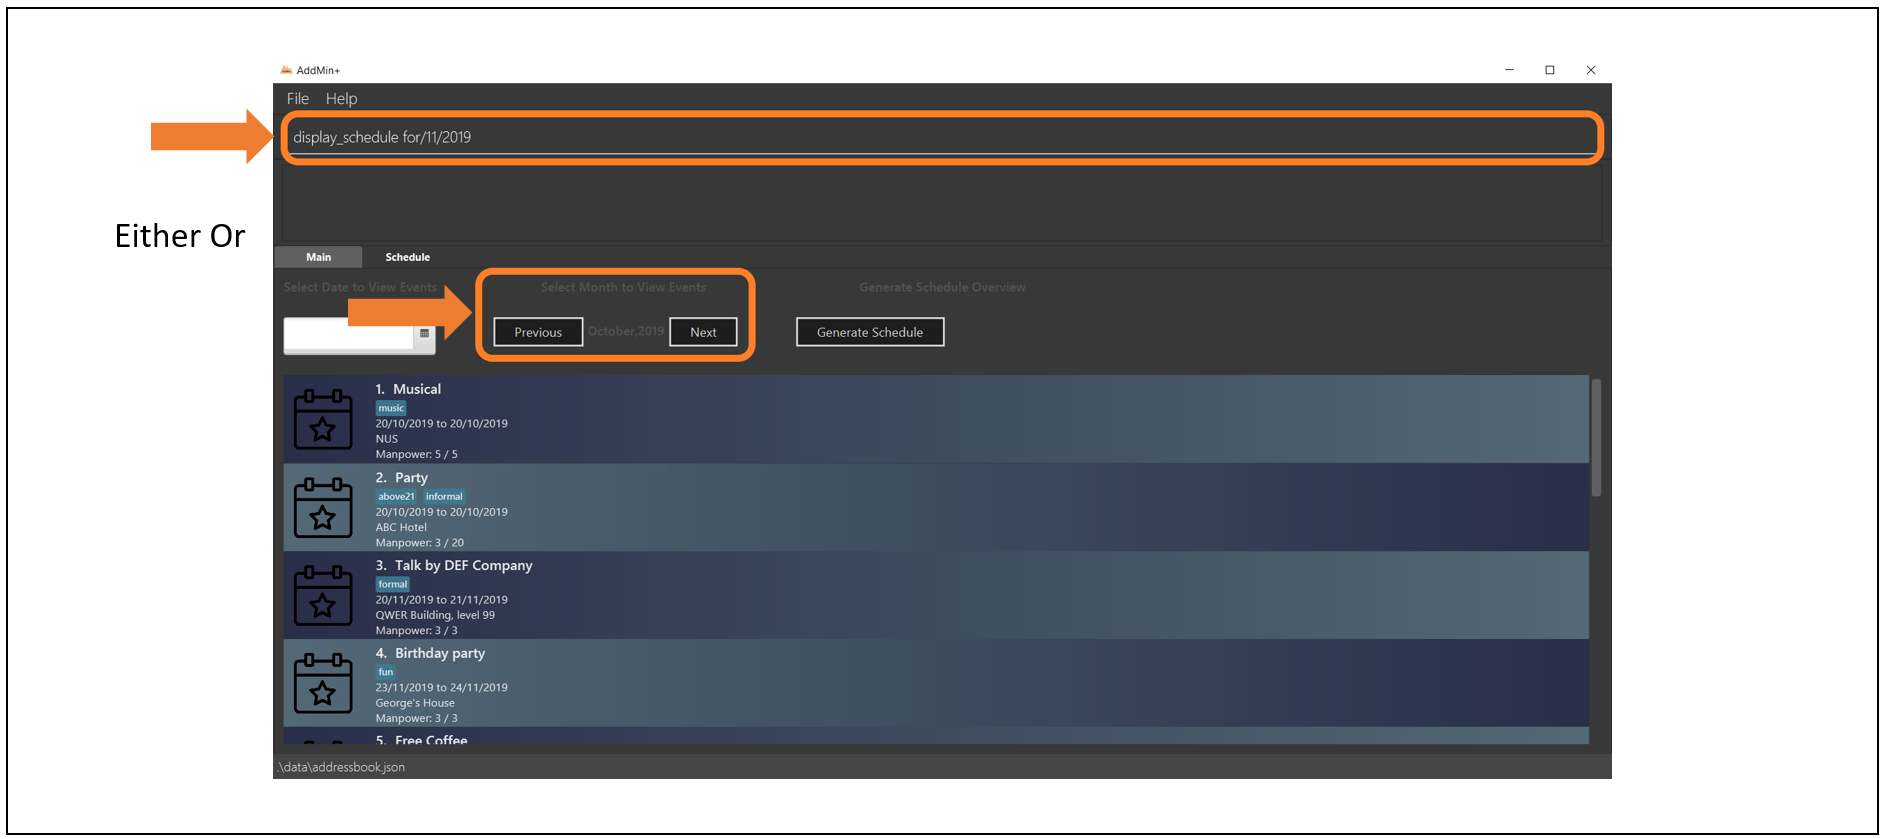 AddMin+
File Help
display_schedule for/11/2019
Either Or
Main Schedule
Select Date to View Events Select Month to View Events Generate Schedule Overview
Previous October,2019 Next Generate Schedule
1. Musical
music
20/10/2019 to 20/10/2019
NUS
Manpower: 5 / 5
2. Party
above21 informal
20/10/2019 to 20/10/2019
ABC Hotel
Manpower: 3 / 20
3. Talk by DEF Company
formal
20/11/2019 to 21/11/2019
QWER Building, level 99
Manpower: 3 / 3
4. Birthday party
fun
23/11/2019 to 24/11/2019
George's House
Manpower: 3 / 3
5. Free Coffee
.\data\addressbook.json